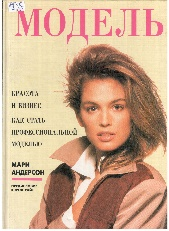 МОДЕЛЬ
КРАСОТА
И БИЗНЕС
КАК СТАТЬ
ПРОФЕССИОНАЛЬНОЙ
МОДЕЛЬЮ
МАРИ
АНДЕРСОН